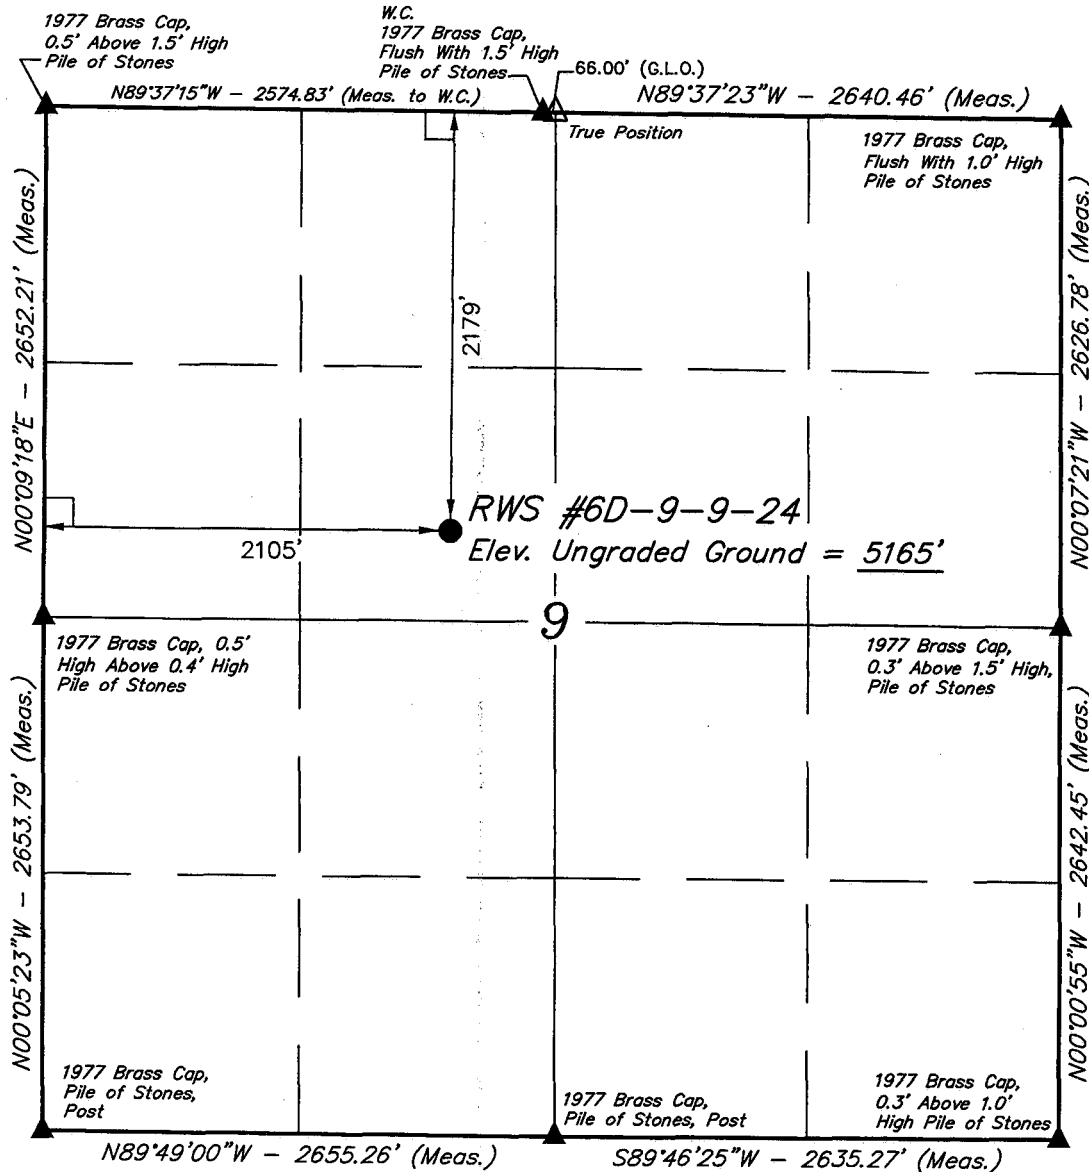 1977 Brass Cap,
0.5' Above 1.5' High
Pile of Stones
W.C.
1977 Brass Cap,
Flush With 1.5' High
Pile of Stones
66.00' (G.L.O.)
N89°37'15"W - 2574.83' (Meas. to W.C.)
N89°37'23"W - 2640.46' (Meas.)
True Position
1977 Brass Cap,
Flush With 1.0' High
Pile of Stones
N00°09'18"E - 2652.21' (Meas.)
2179'
N00°07'21"W - 2626.78' (Meas.)
RWS #6D-9-9-24
Elev. Ungraded Ground = 5165'
2105'
9
1977 Brass Cap, 0.5'
High Above 0.4' High
Pile of Stones
1977 Brass Cap,
0.3' Above 1.5' High,
Pile of Stones
N00°05'23"W - 2653.79' (Meas.)
N00°00'55"W - 2642.45' (Meas.)
1977 Brass Cap,
Pile of Stones,
Post
1977 Brass Cap,
Pile of Stones, Post
1977 Brass Cap,
0.3' Above 1.0'
High Pile of Stones
N89°49'00"W - 2655.26' (Meas.)
S89°46'25"W - 2635.27' (Meas.)